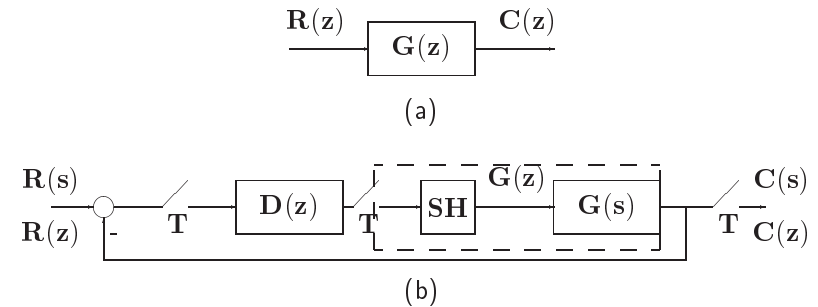 R(z) G(z) C(z)
(a)
R(s) G(z) C(s)
D(z) SH G(s)
R(z) - T T T C(z)
(b)